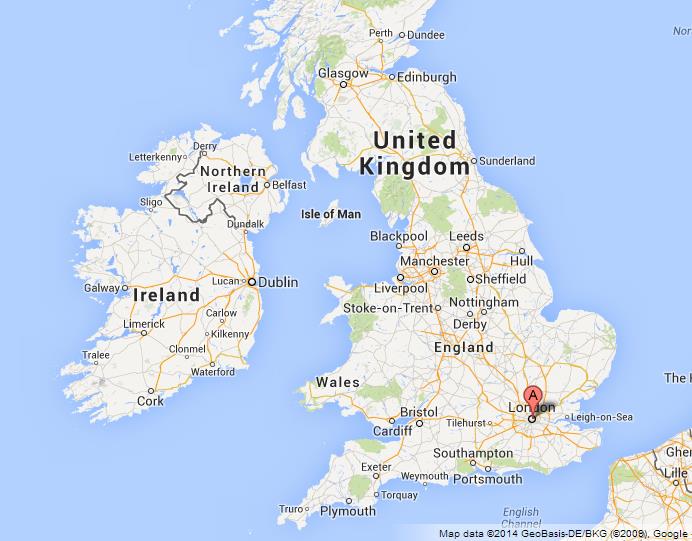 Perth
Dundee
Nor
Glasgow
Edinburgh
United
Kingdom
Derry
Letterkenny
Sunderland
Northern
Ireland
Belfast
Sligo
Isle of Man
Dundalk
Blackpool
Leeds
Manchester
Hull
Lucan
Dublin
Sheffield
Galway
Ireland
Liverpool
Stoke-on-Trent
Nottingham
Carlow
Limerick
Derby
Kilkenny
England
Tralee
Clonmel
Waterford
The
Wales
A
Cork
London
Bristol
Leigh-on-Sea
Tilehurst
Cardiff
Southampton
Ghen
Exeter
Weymouth
Portsmouth
Lille
Torquay
Truro
Plymouth
English
Channel
Map data ©2014 GeoBasis-DE/BKG (©2009), Google